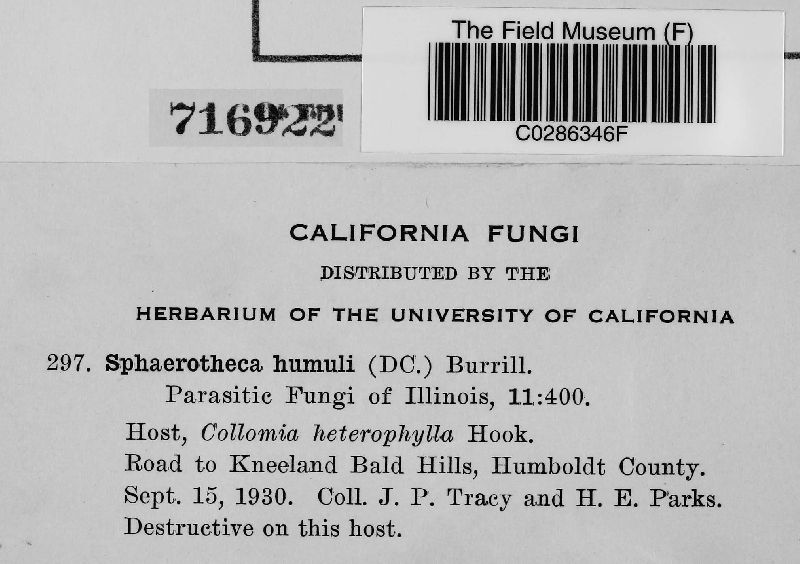 The Field Museum (F)
C0286346F
716922
CALIFORNIA FUNGI
DISTRIBUTED BY THE
HERBARIUM OF THE UNIVERSITY OF CALIFORNIA
297. Sphaerotheca humuli (DC.) Burrill.
Parasitic Fungi of Illinois, 11:400.
Host, Collomia heterophylla Hook.
Road to Kneeland Bald Hills, Humboldt County.
Sept. 15, 1930. Coll. J. P. Tracy and H. E. Parks.
Destructive on this host.